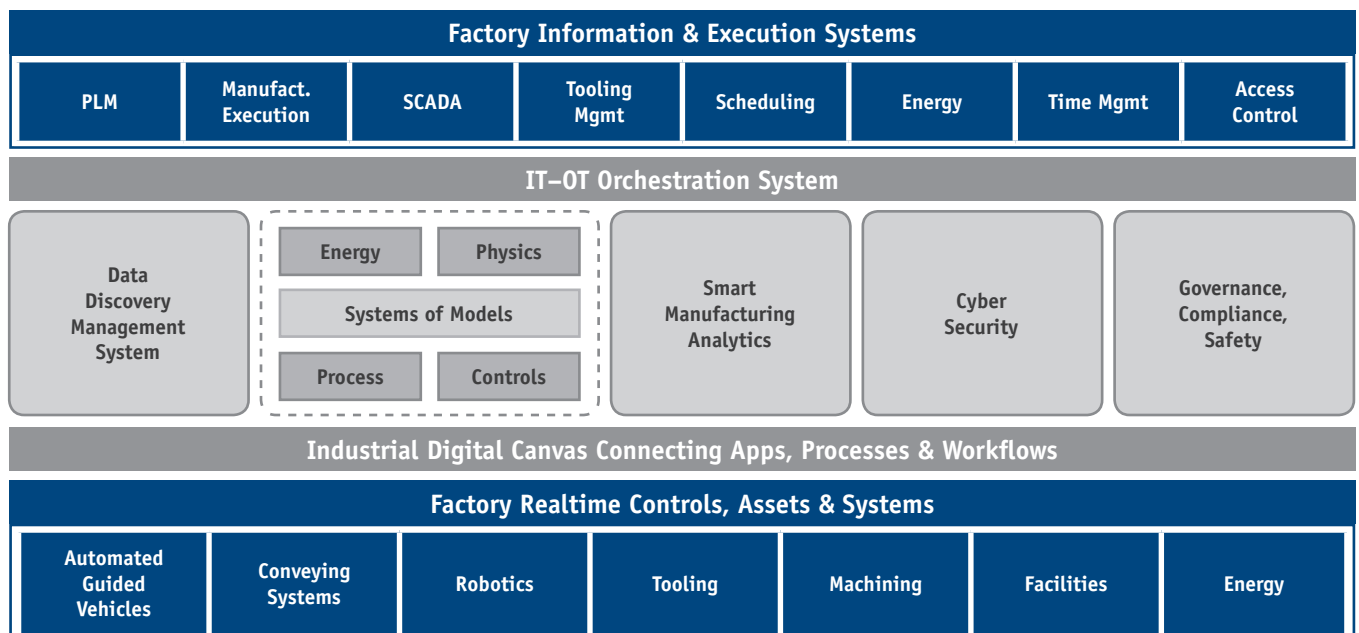 Factory Information & Execution Systems
PLM
Manufact.
Execution
SCADA
Tooling
Mgmt
Scheduling
Energy
Time Mgmt
Access
Control
IT–OT Orchestration System
Data
Discovery
Management
System
Energy
Physics
Systems of Models
Process
Controls
Smart
Manufacturing
Analytics
Cyber
Security
Governance,
Compliance,
Safety
Industrial Digital Canvas Connecting Apps, Processes & Workflows
Factory Realtime Controls, Assets & Systems
Automated
Guided
Vehicles
Conveying
Systems
Robotics
Tooling
Machining
Facilities
Energy